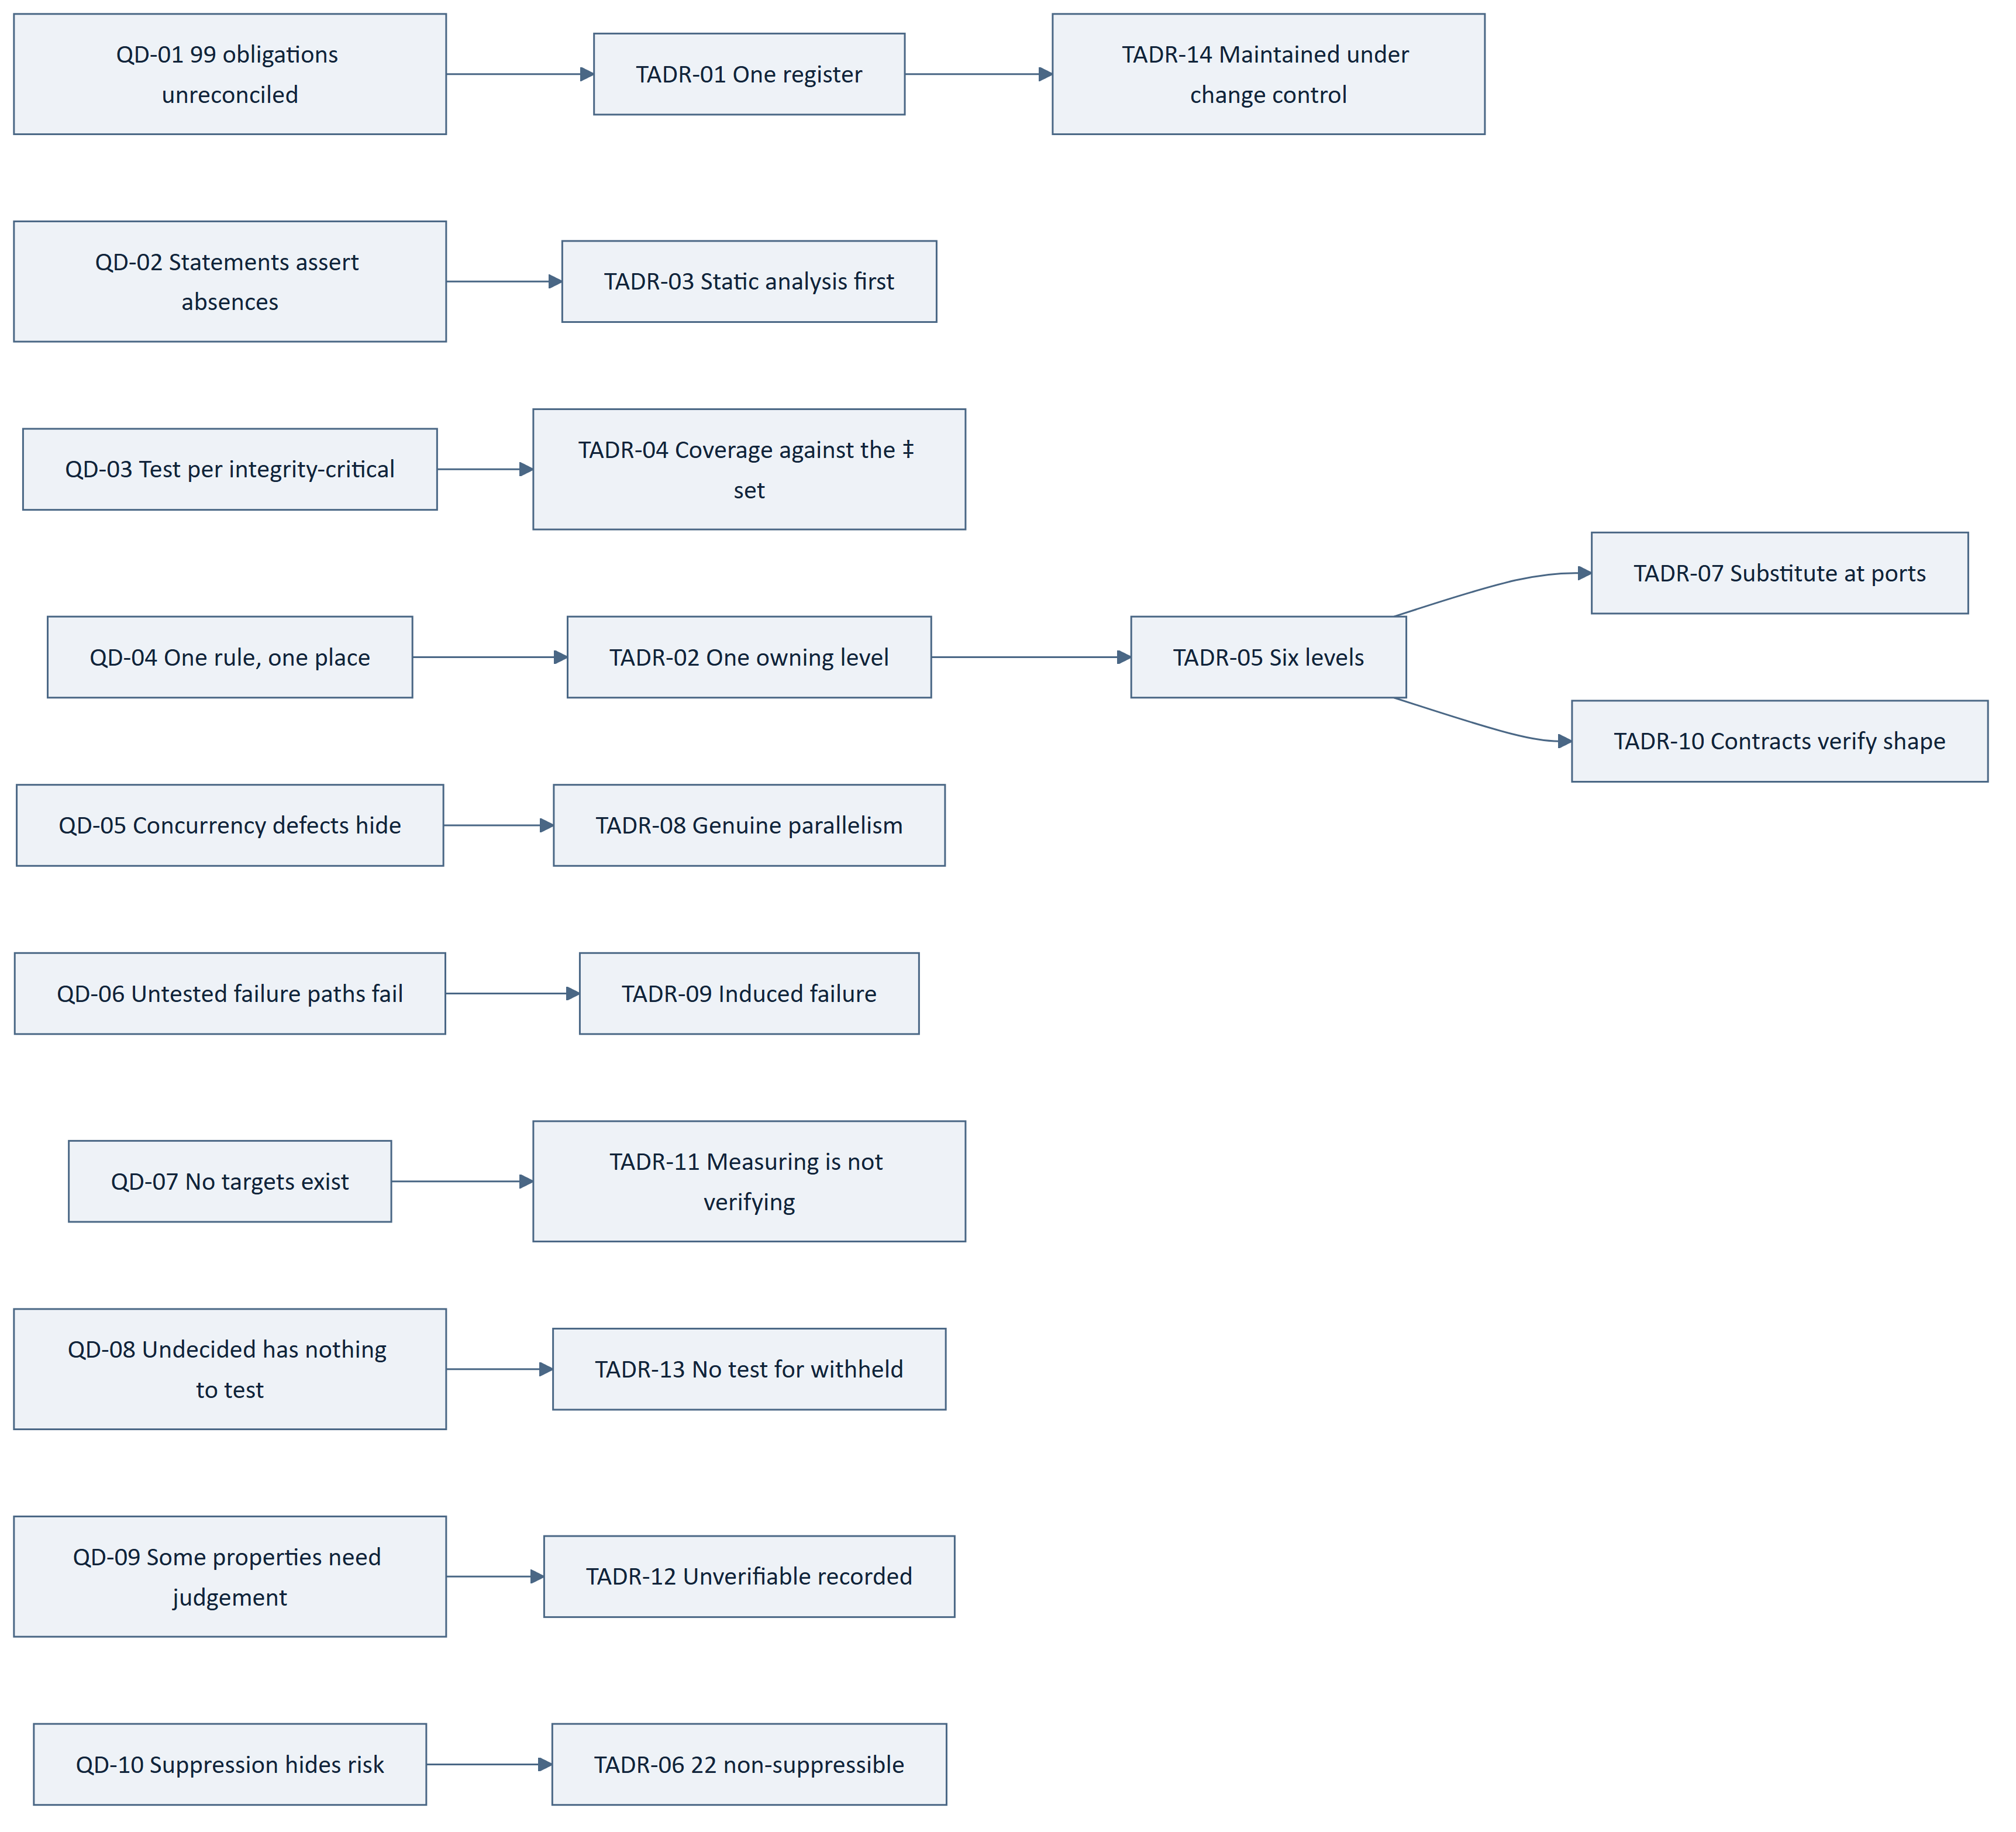 QD-01 99 obligations
unreconciled
TADR-01 One register
TADR-14 Maintained under
change control
QD-02 Statements assert
absences
TADR-03 Static analysis first
QD-03 Test per integrity-critical
TADR-04 Coverage against the ‡
set
QD-04 One rule, one place
TADR-02 One owning level
TADR-05 Six levels
TADR-07 Substitute at ports
TADR-10 Contracts verify shape
QD-05 Concurrency defects hide
TADR-08 Genuine parallelism
QD-06 Untested failure paths fail
TADR-09 Induced failure
QD-07 No targets exist
TADR-11 Measuring is not
verifying
QD-08 Undecided has nothing
to test
TADR-13 No test for withheld
QD-09 Some properties need
judgement
TADR-12 Unverifiable recorded
QD-10 Suppression hides risk
TADR-06 22 non-suppressible